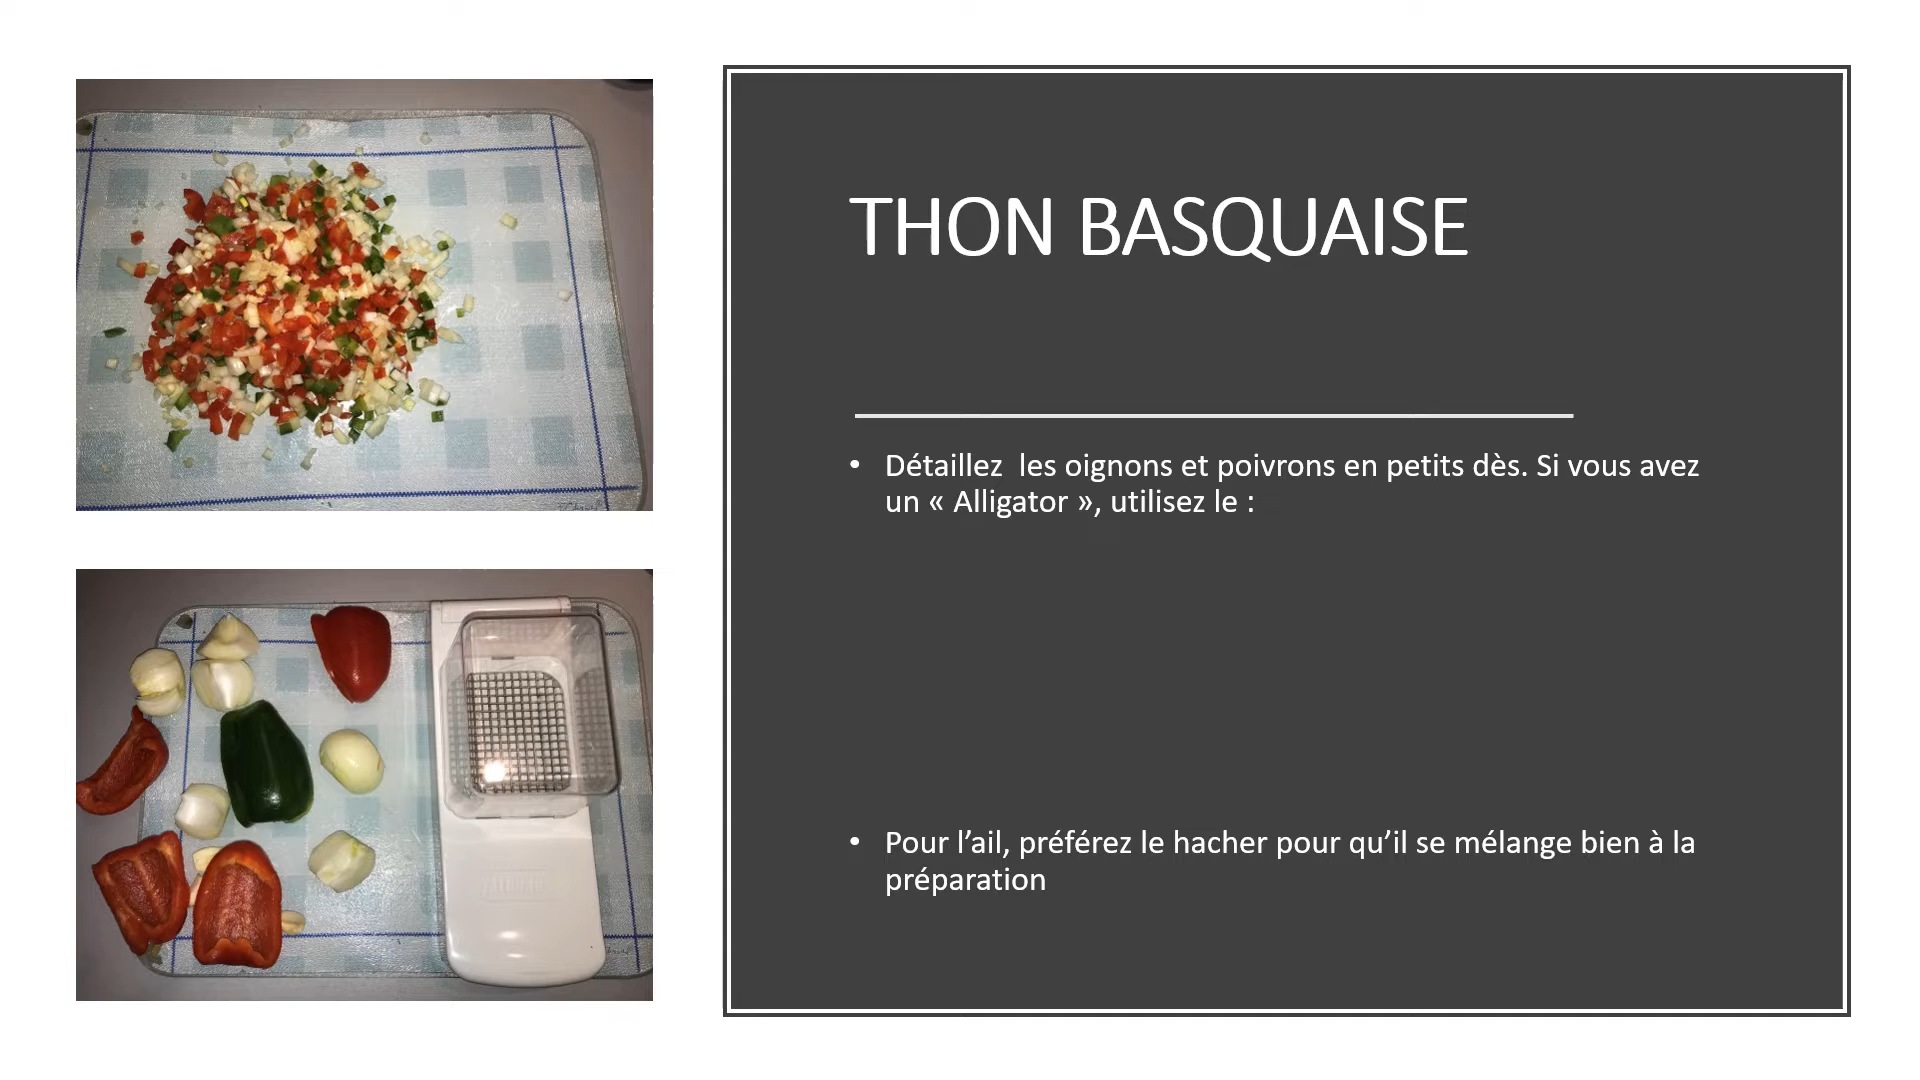 THON BASQUAISE
• Détaillez  les oignons et poivrons en petits dès. Si vous avez
un « Alligator », utilisez le :
• Pour l’ail, préférez le hacher pour qu’il se mélange bien à la
préparation